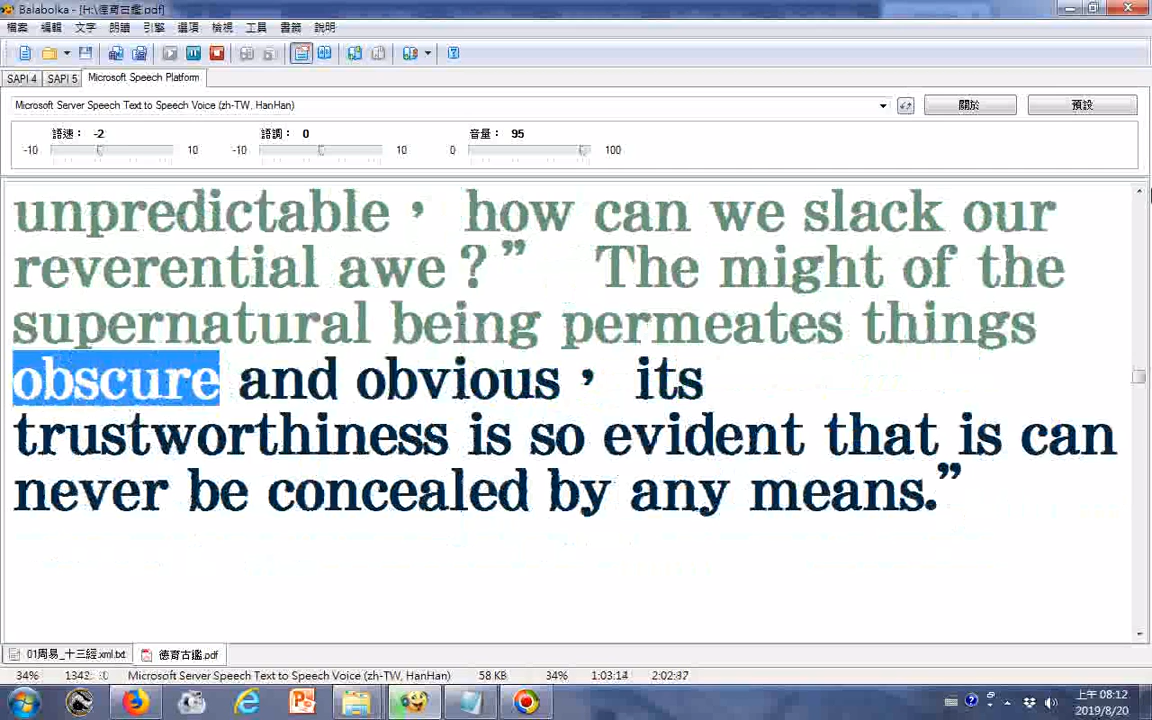 Balabolka - [H:\德育古鑑.pdf]
檔案 編輯 文字 朗讀 引擎 選項 檢視 工具 書籤 說明
SAPI 4 SAPI 5 Microsoft Speech Platform
Microsoft Server Speech Text to Speech Voice (zh-TW, HanHan) 關於 預設
語速： -2 語調： 0 音量： 95
-10 10 -10 10 0 100
unpredictable， how can we slack our
reverential awe？” The might of the
supernatural being permeates things
obscure and obvious， its
trustworthiness is so evident that is can
never be concealed by any means.”
01周易_十三經.xml.txt 德育古鑑.pdf
34% Microsoft Server Speech Text to Speech Voice (zh-TW, HanHan) 58 KB 34% 1:03:14 2:02:37
上午 08:12
2019/8/20